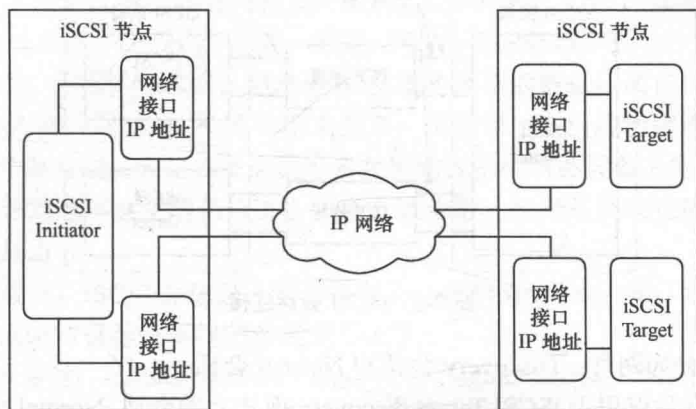 iSCSI 节点
网络
接口
IP 地址
iSCSI
Initiator
网络
接口
IP 地址
IP 网络
iSCSI 节点
网络
接口
IP 地址
iSCSI
Target
网络
接口
IP 地址
iSCSI
Target